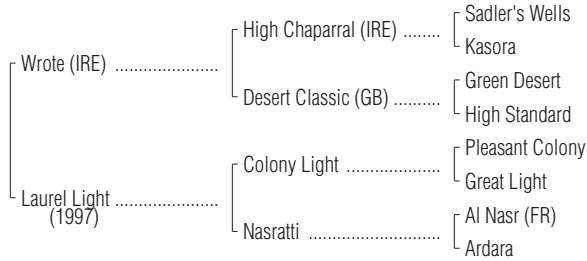 Sadler's Wells
High Chaparral (IRE) ........
Kasora
Wrote (IRE) ......................
Green Desert
Desert Classic (GB) ..........
High Standard
Pleasant Colony
Colony Light ....................
Great Light
Laurel Light ......................
(1997)
Al Nasr (FR)
Nasratti ............................
Ardara